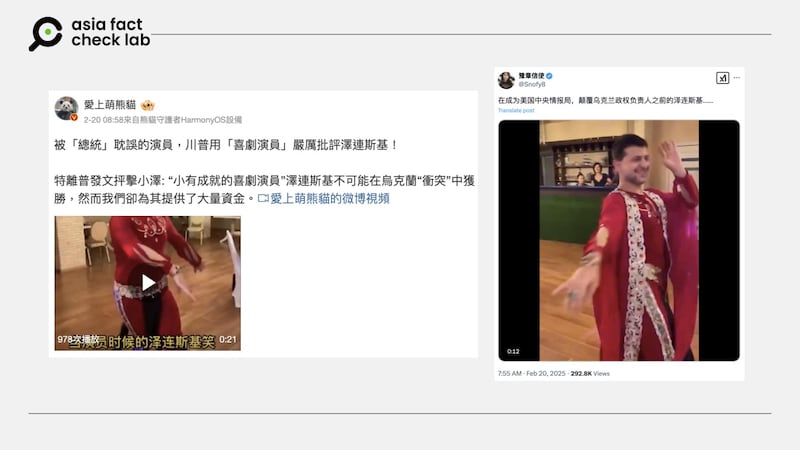 asia fact
check lab
愛上萌熊貓
2-20 08:58來自熊貓守護者HarmonyOS設備
被「總統」耽誤的演員，川普用「喜劇演員」嚴厲批評澤連斯基！
特離普發文抨擊小澤: “小有成就的喜劇演員”澤連斯基不可能在烏克蘭“衝突”中獲
勝，然而我們卻為其提供了大量資金。愛上萌熊貓的微博視頻
978次播放
0:21
当演员时候的泽连斯基笑
豫章信使
@Snofy8
在成为美国中央情报局，颠覆乌克兰政权负责人之前的泽连斯基......
Translate post
0:12
7:55 AM · Feb 20, 2025 · 292.8K Views